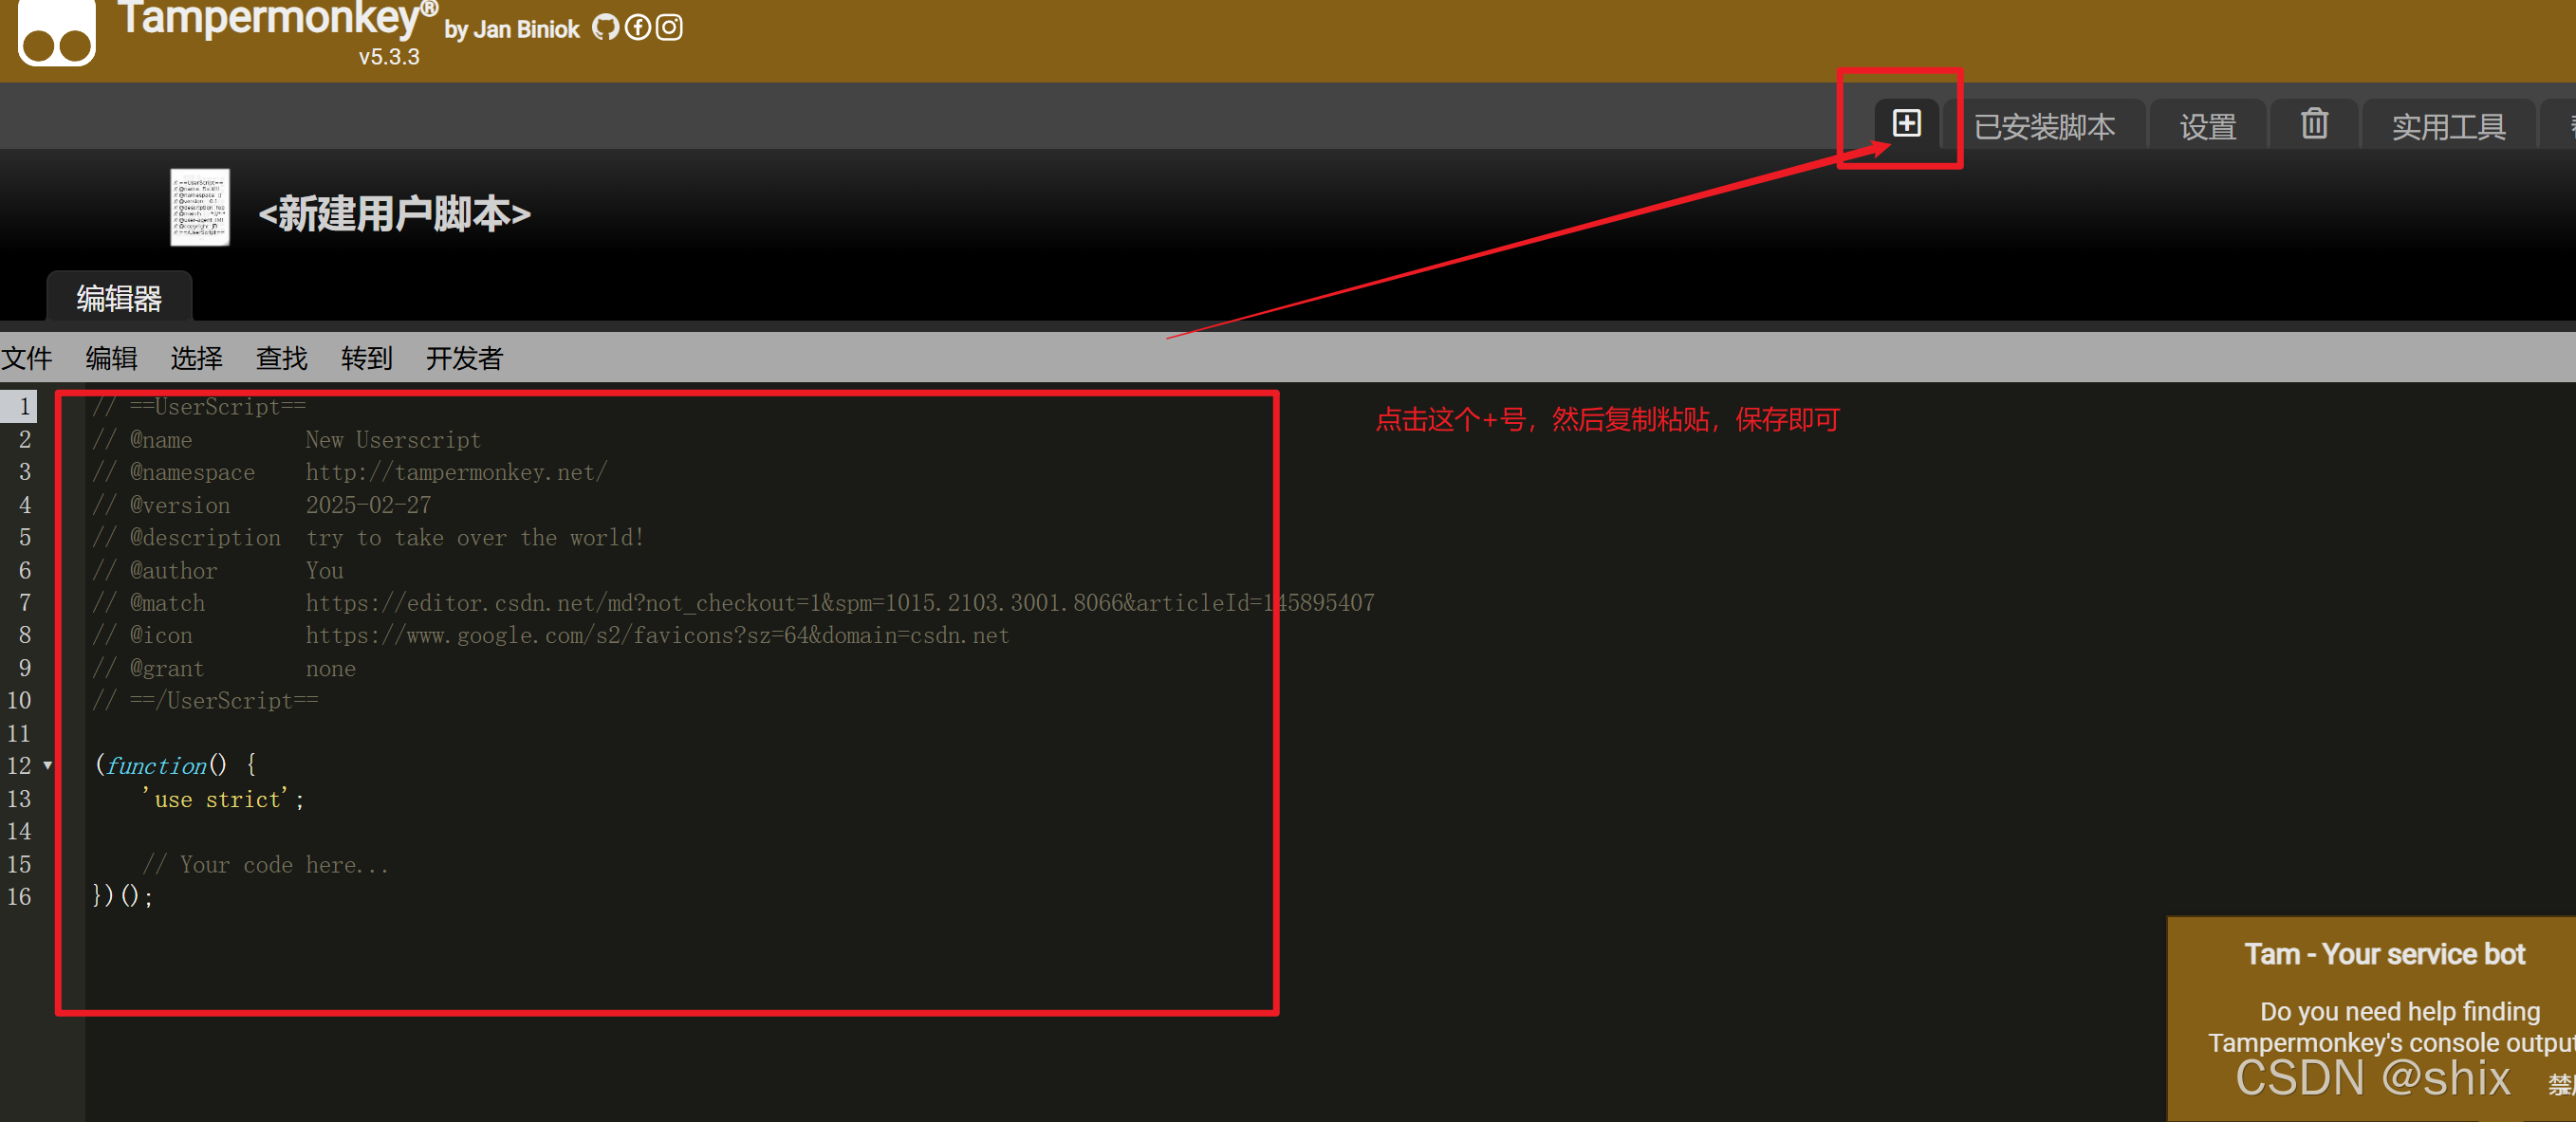 Tampermonkey® by Jan Biniok
v5.3.3
已安装脚本 设置 实用工具
<新建用户脚本>
编辑器
文件 编辑 选择 查找 转到 开发者
点击这个+号，然后复制粘贴，保存即可
1 // ==UserScript==
2 // @name New Userscript
3 // @namespace http://tampermonkey.net/
4 // @version 2025-02-27
5 // @description try to take over the world!
6 // @author You
7 // @match https://editor.csdn.net/md?not_checkout=1&spm=1015.2103.3001.8066&articleId=145895407
8 // @icon https://www.google.com/s2/favicons?sz=64&domain=csdn.net
9 // @grant none
10 // ==/UserScript==
11
12 (function() {
13 'use strict';
14
15 // Your code here...
16 })();
Tam - Your service bot
Do you need help finding
Tampermonkey's console output
CSDN @shix